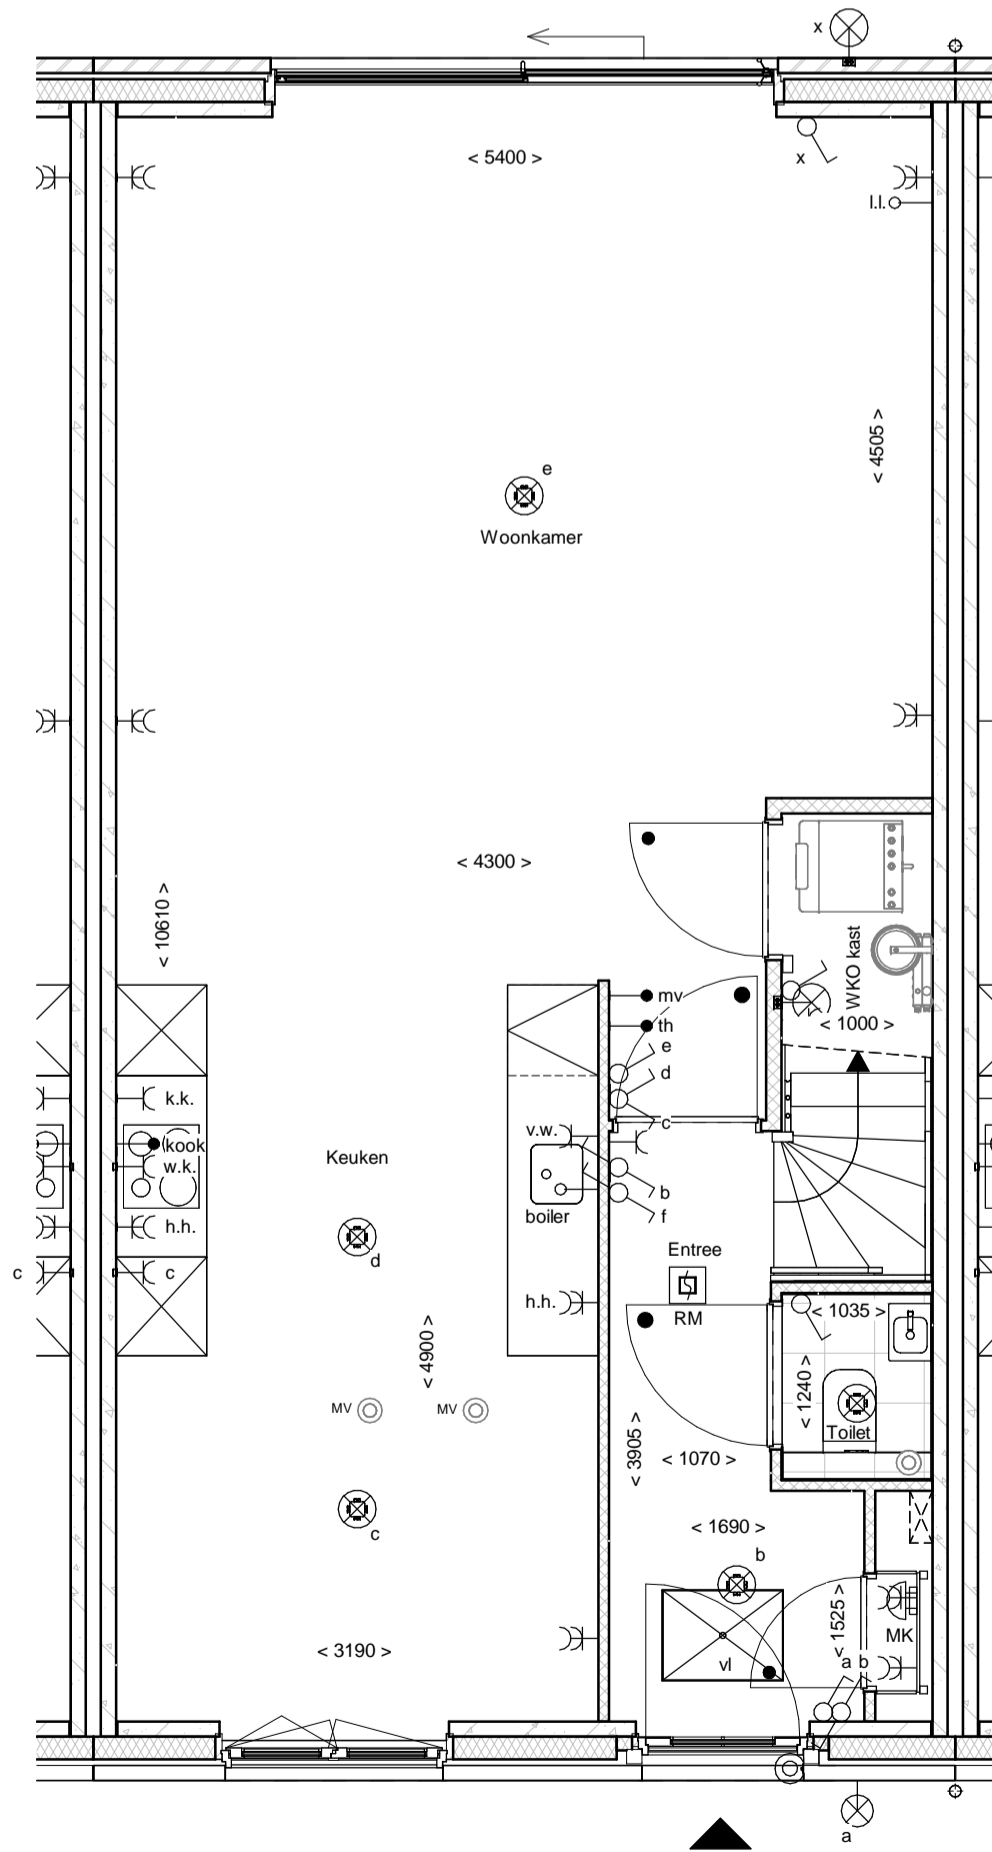 x
< 5400 >
x
l.l.
< 4505 >
e
Woonkamer
< 4300 >
< 10610 >
WKO kast
mv
< 1000 >
th
e
d
k.k.
c
v.w.
kook
Keuken
w.k.
b
boiler
f
h.h.
Entree
d
c
c
h.h.
RM
< 1035 >
< 4900 >
< 1240 >
MV
MV
Toilet
< 3905 >
< 1070 >
c
< 1690 >
b
< 1525 >
MK
< 3190 >
vl
a b
a